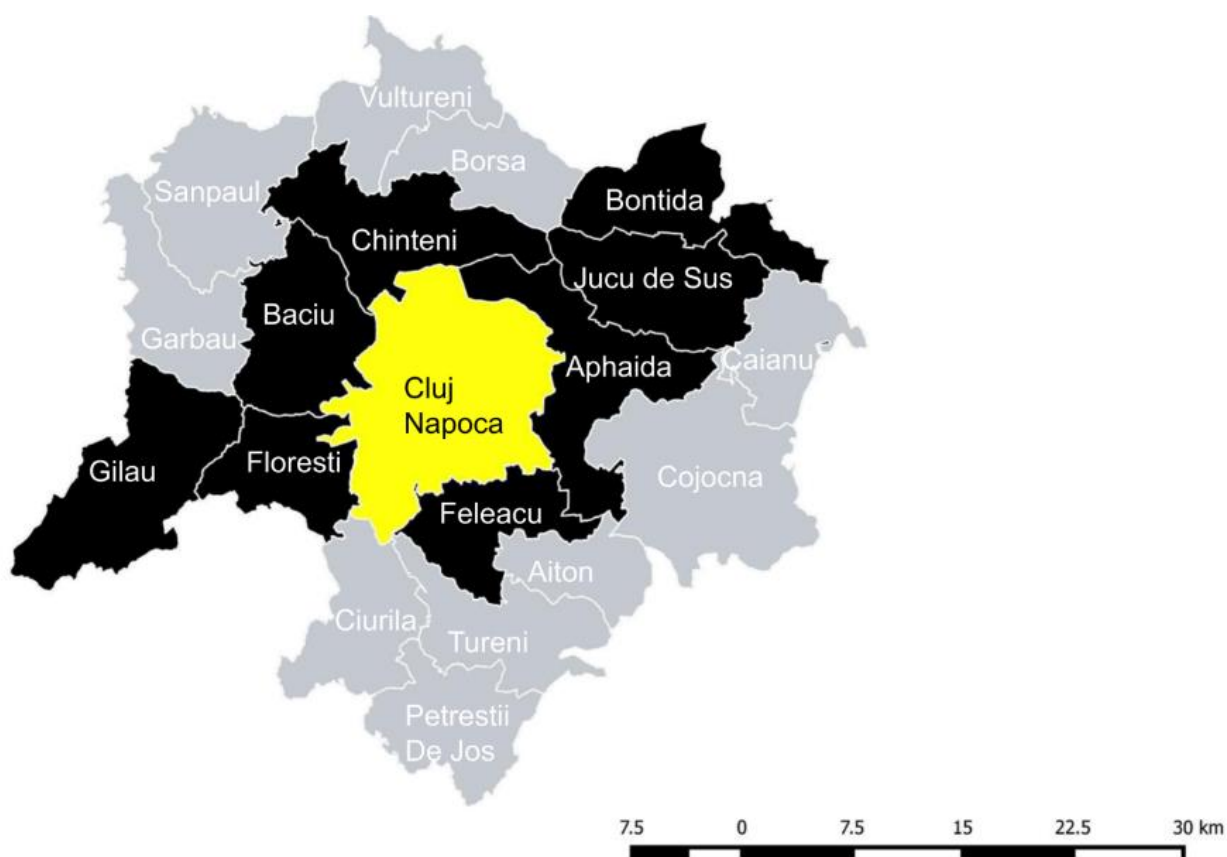 Vultureni
Borsa
Sanpaul
Bontida
Chinteni
Jucu de Sus
Baciu
Garbau
Caianu
Aphaida
Cluj
Napoca
Gilau
Floresti
Cojocna
Feleacu
Aiton
Ciurila
Tureni
Petrestii
De Jos
7.5 0 7.5 15 22.5 30 km